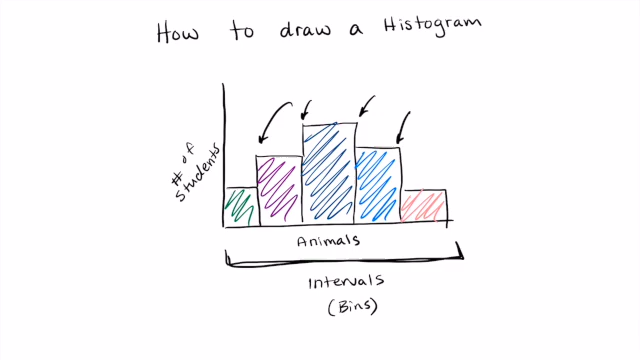 How to draw a Histogram
# of
students
Animals
Intervals
(Bins)